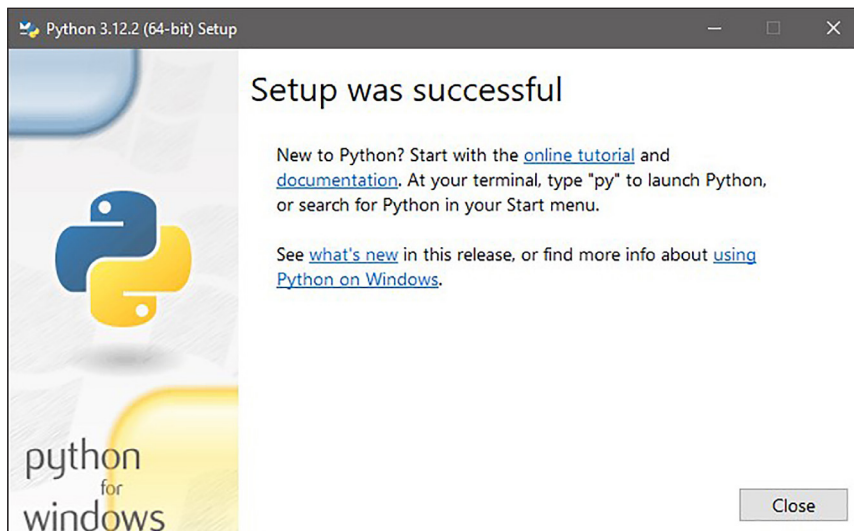 Python 3.12.2 (64-bit) Setup
Setup was successful
New to Python? Start with the online tutorial and
documentation. At your terminal, type "py" to launch Python,
or search for Python in your Start menu.
See what's new in this release, or find more info about using
Python on Windows.
python
for
windows
Close